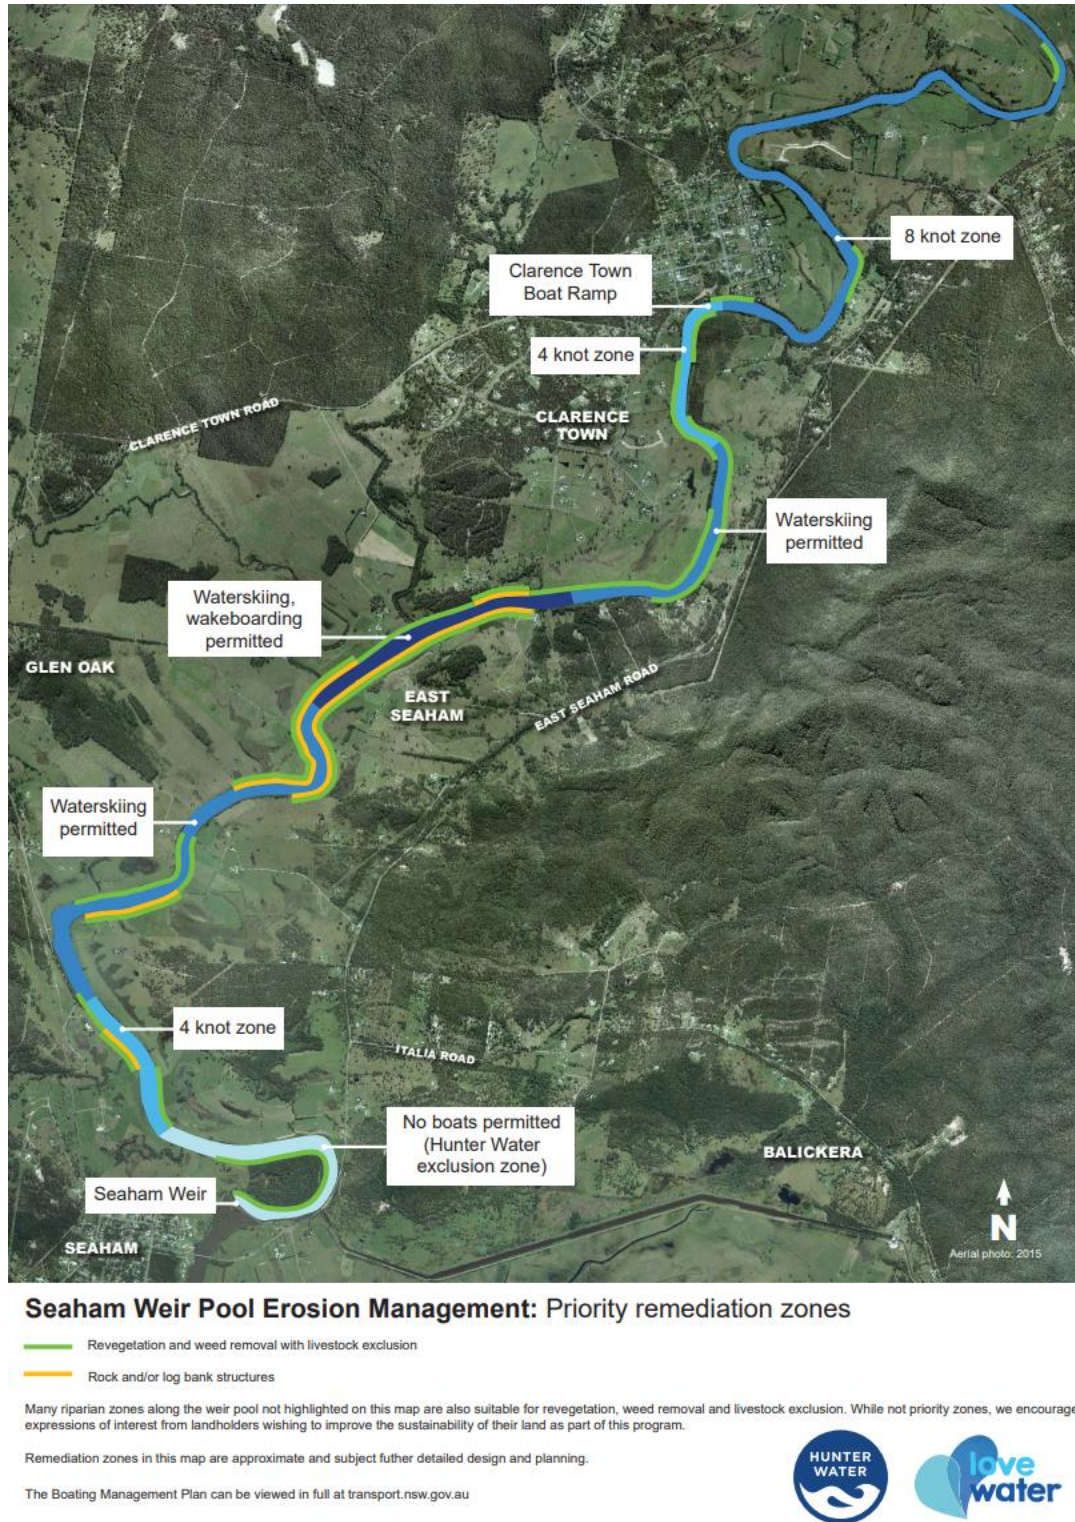 8 knot zone
Clarence Town
Boat Ramp
4 knot zone
CLARENCE
TOWN
CLARENCE TOWN ROAD
Waterskiing
permitted
Waterskiing,
wakeboarding
permitted
GLEN OAK
EAST
SEAHAM
EAST SEAHAM ROAD
Waterskiing
permitted
4 knot zone
ITALIA ROAD
No boats permitted
(Hunter Water
exclusion zone)
BALICKERA
Seaham Weir
SEAHAM
N
Aerial photo: 2015
Seaham Weir Pool Erosion Management: Priority remediation zones
Revegetation and weed removal with livestock exclusion
Rock and/or log bank structures
Many riparian zones along the weir pool not highlighted on this map are also suitable for revegetation, weed removal and livestock exclusion. While not priority zones, we encourage
expressions of interest from landholders wishing to improve the sustainability of their land as part of this program.
Remediation zones in this map are approximate and subject futher detailed design and planning.
The Boating Management Plan can be viewed in full at transport.nsw.gov.au
HUNTER
WATER
love
water